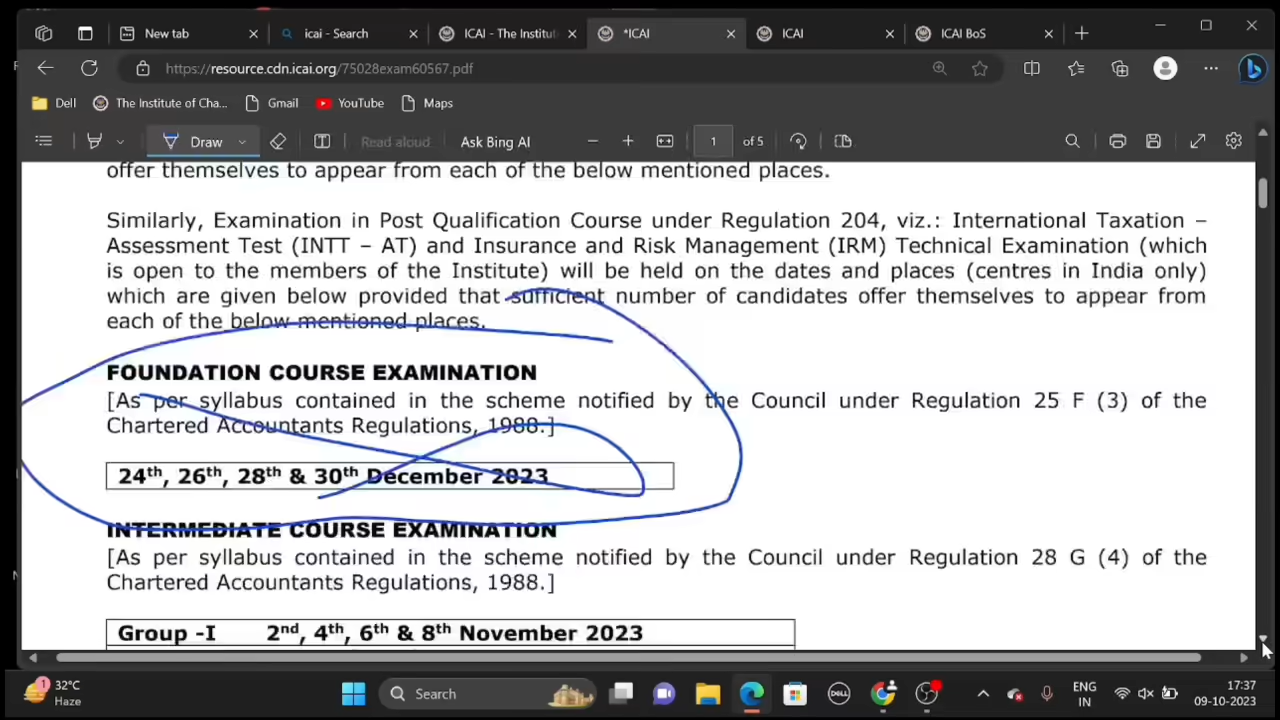 New tab
icai - Search
ICAI - The Institut
*ICAI
ICAI
ICAI BoS
https://resource.cdn.icai.org/75028exam60567.pdf
Dell
The Institute of Cha...
Gmail
YouTube
Maps
Draw
Read aloud
Ask Bing AI
1
of 5
offer themselves to appear from each of the below mentioned places.
Similarly, Examination in Post Qualification Course under Regulation 204, viz.: International Taxation –
Assessment Test (INTT – AT) and Insurance and Risk Management (IRM) Technical Examination (which
is open to the members of the Institute) will be held on the dates and places (centres in India only)
which are given below provided that sufficient number of candidates offer themselves to appear from
each of the below mentioned places.
FOUNDATION COURSE EXAMINATION
[As per syllabus contained in the scheme notified by the Council under Regulation 25 F (3) of the
Chartered Accountants Regulations, 1988.]
24th, 26th, 28th & 30th December 2023
INTERMEDIATE COURSE EXAMINATION
[As per syllabus contained in the scheme notified by the Council under Regulation 28 G (4) of the
Chartered Accountants Regulations, 1988.]
Group -I 2nd, 4th, 6th & 8th November 2023
1
32°C
Haze
Search
DELL
ENG
IN
17:37
09-10-2023